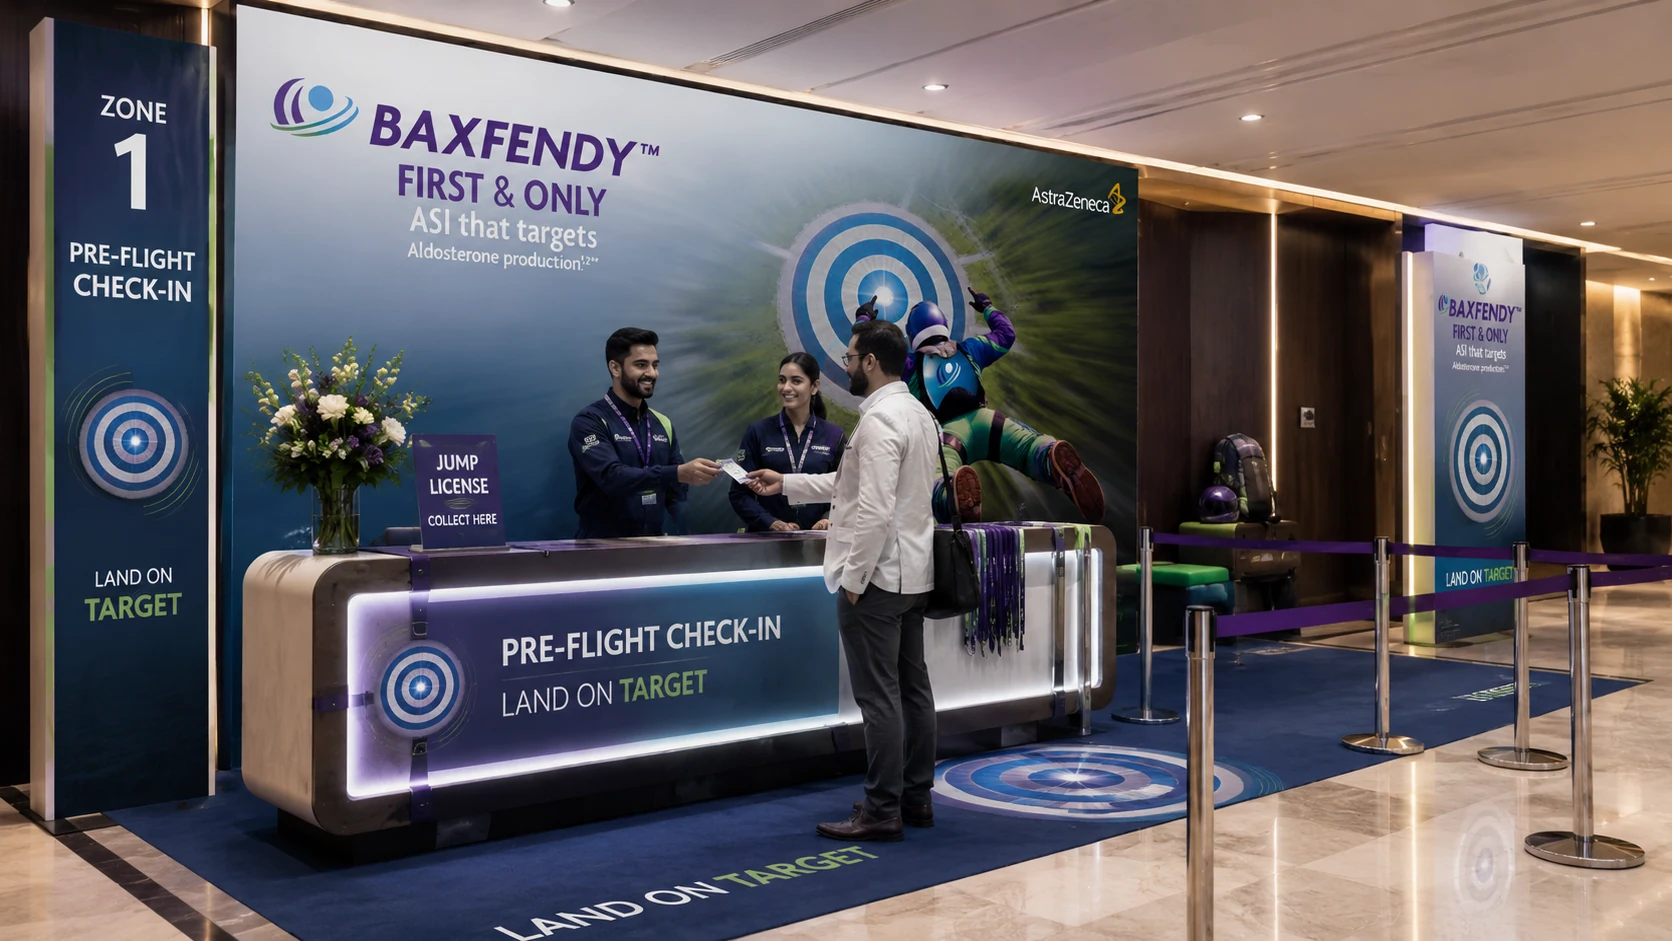 ZONE
1
PRE-FLIGHT
CHECK-IN
LAND ON
TARGET
BAXFENDY™
FIRST & ONLY
ASI that targets
Aldosterone production
AstraZeneca
JUMP
LICENSE
COLLECT HERE
PRE-FLIGHT CHECK-IN
LAND ON TARGET
LAND ON TARGET
BAXFENDY™
FIRST & ONLY
ASI that targets
Aldosterone production
LAND ON TARGET